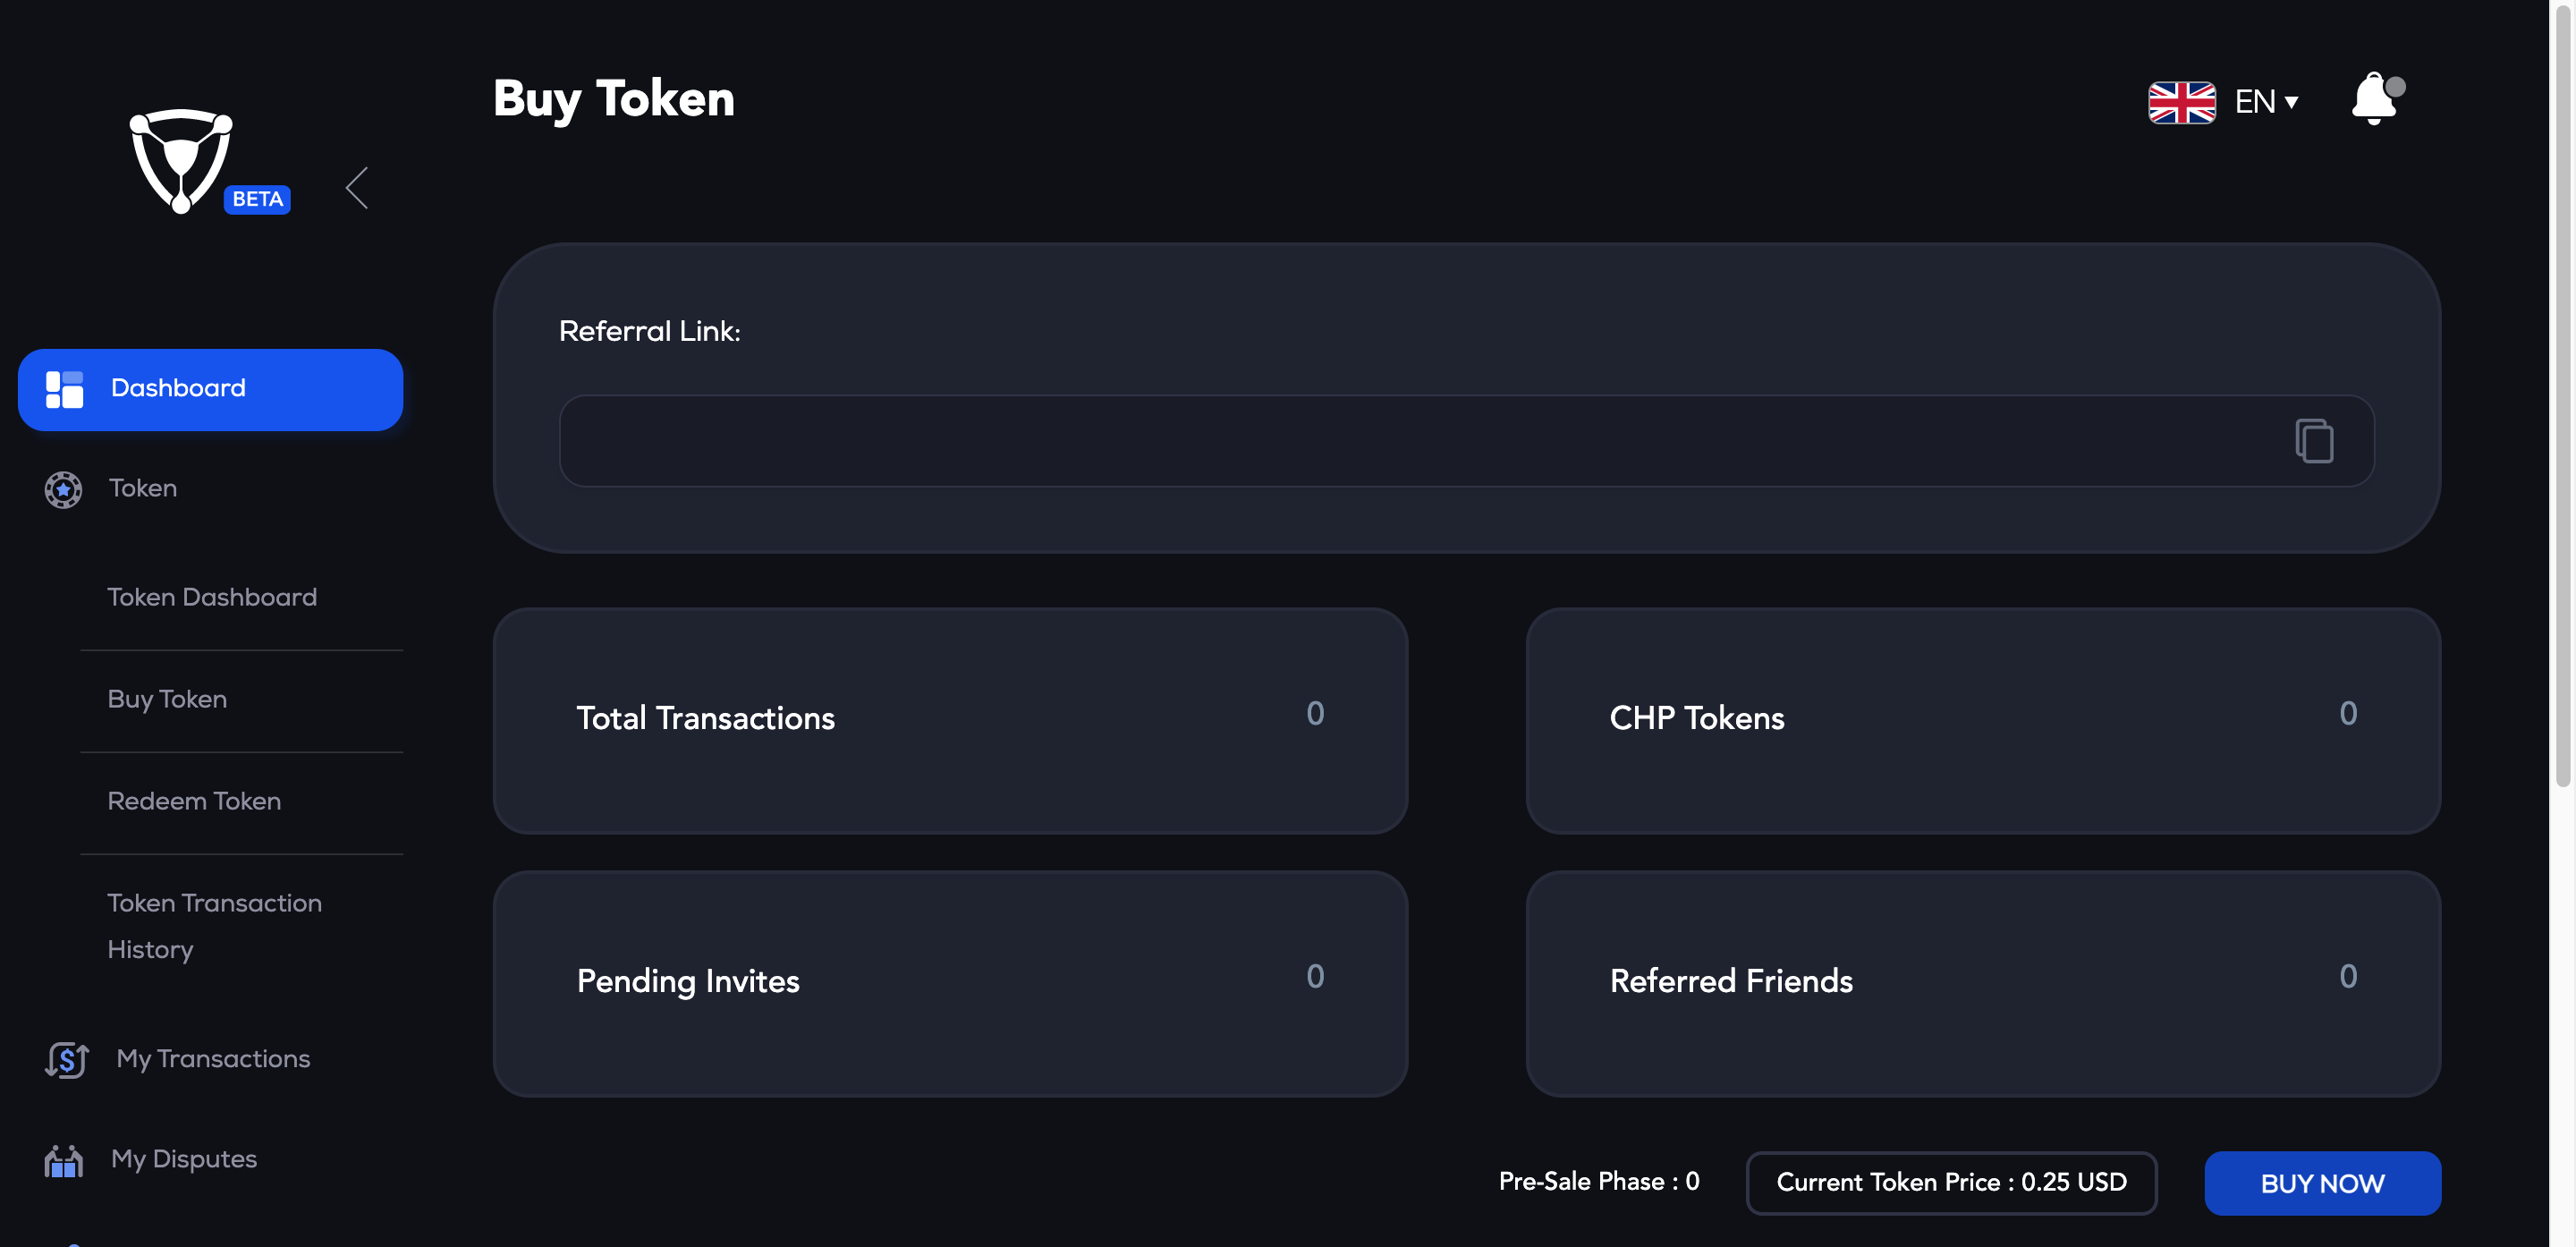 Buy Token
EN
BETA
Dashboard
Token
Token Dashboard
Buy Token
Redeem Token
Token Transaction
History
My Transactions
My Disputes
Referral Link:
Total Transactions 0
CHP Tokens 0
Pending Invites 0
Referred Friends 0
Pre-Sale Phase : 0
Current Token Price : 0.25 USD
BUY NOW